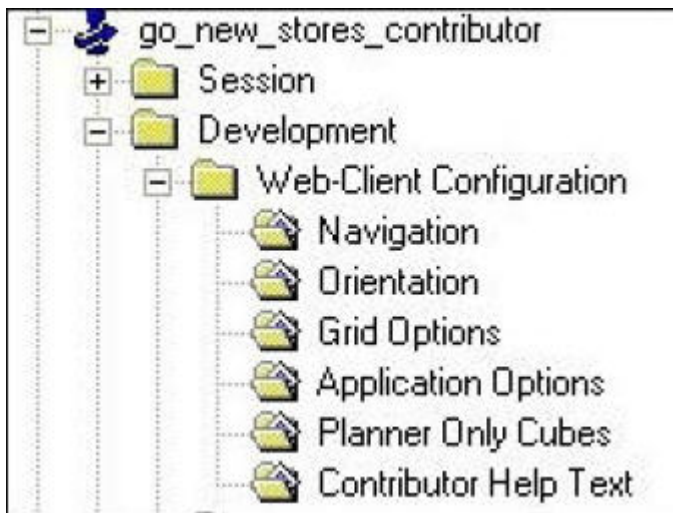 go_new_stores_contributor
Session
Development
Web-Client Configuration
Navigation
Orientation
Grid Options
Application Options
Planner Only Cubes
Contributor Help Text